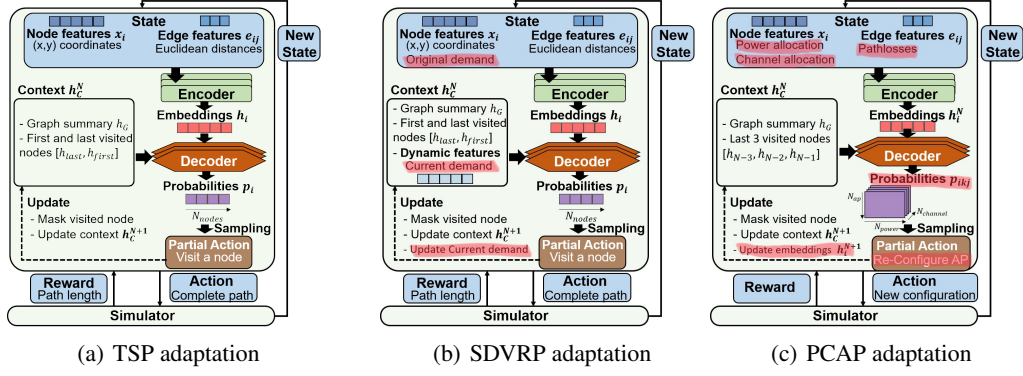 State
Node features x_i
(x,y) coordinates
Edge features e_ij
Euclidean distances
New
State
Context h_C^N
- Graph summary h_G
- First and last visited
nodes [h_last, h_first]
Encoder
Embeddings h_i
Decoder
Probabilities p_i
N_nodes
Sampling
Update
- Mask visited node
- Update context h_C^{N+1}
Partial Action
Visit a node
Reward
Path length
Action
Complete path
Simulator
(a) TSP adaptation
State
Node features x_i
(x,y) coordinates
Original demand
Edge features e_ij
Euclidean distances
New
State
Context h_C^N
- Graph summary h_G
- First and last visited
nodes [h_last, h_first]
- Dynamic features
Current demand
Encoder
Embeddings h_i
Decoder
Probabilities p_i
N_nodes
Sampling
Update
- Mask visited node
- Update context h_C^{N+1}
- Update Current demand
Partial Action
Visit a node
Reward
Path length
Action
Complete path
Simulator
(b) SDVRP adaptation
State
Node features x_i
Power allocation
Channel allocation
Edge features e_ij
Pathlosses
New
State
Context h_C^N
- Graph summary h_G
- Last 3 visited nodes
[h_{N-3}, h_{N-2}, h_{N-1}]
Encoder
Embeddings h_i^N
Decoder
Probabilities p_ikj
N_ap
N_power
N_channel
Sampling
Update
- Mask visited node
- Update context h_C^{N+1}
- Update embeddings h_i^{N+1}
Partial Action
Re-Configure AP
Reward
Action
New configuration
Simulator
(c) PCAP adaptation